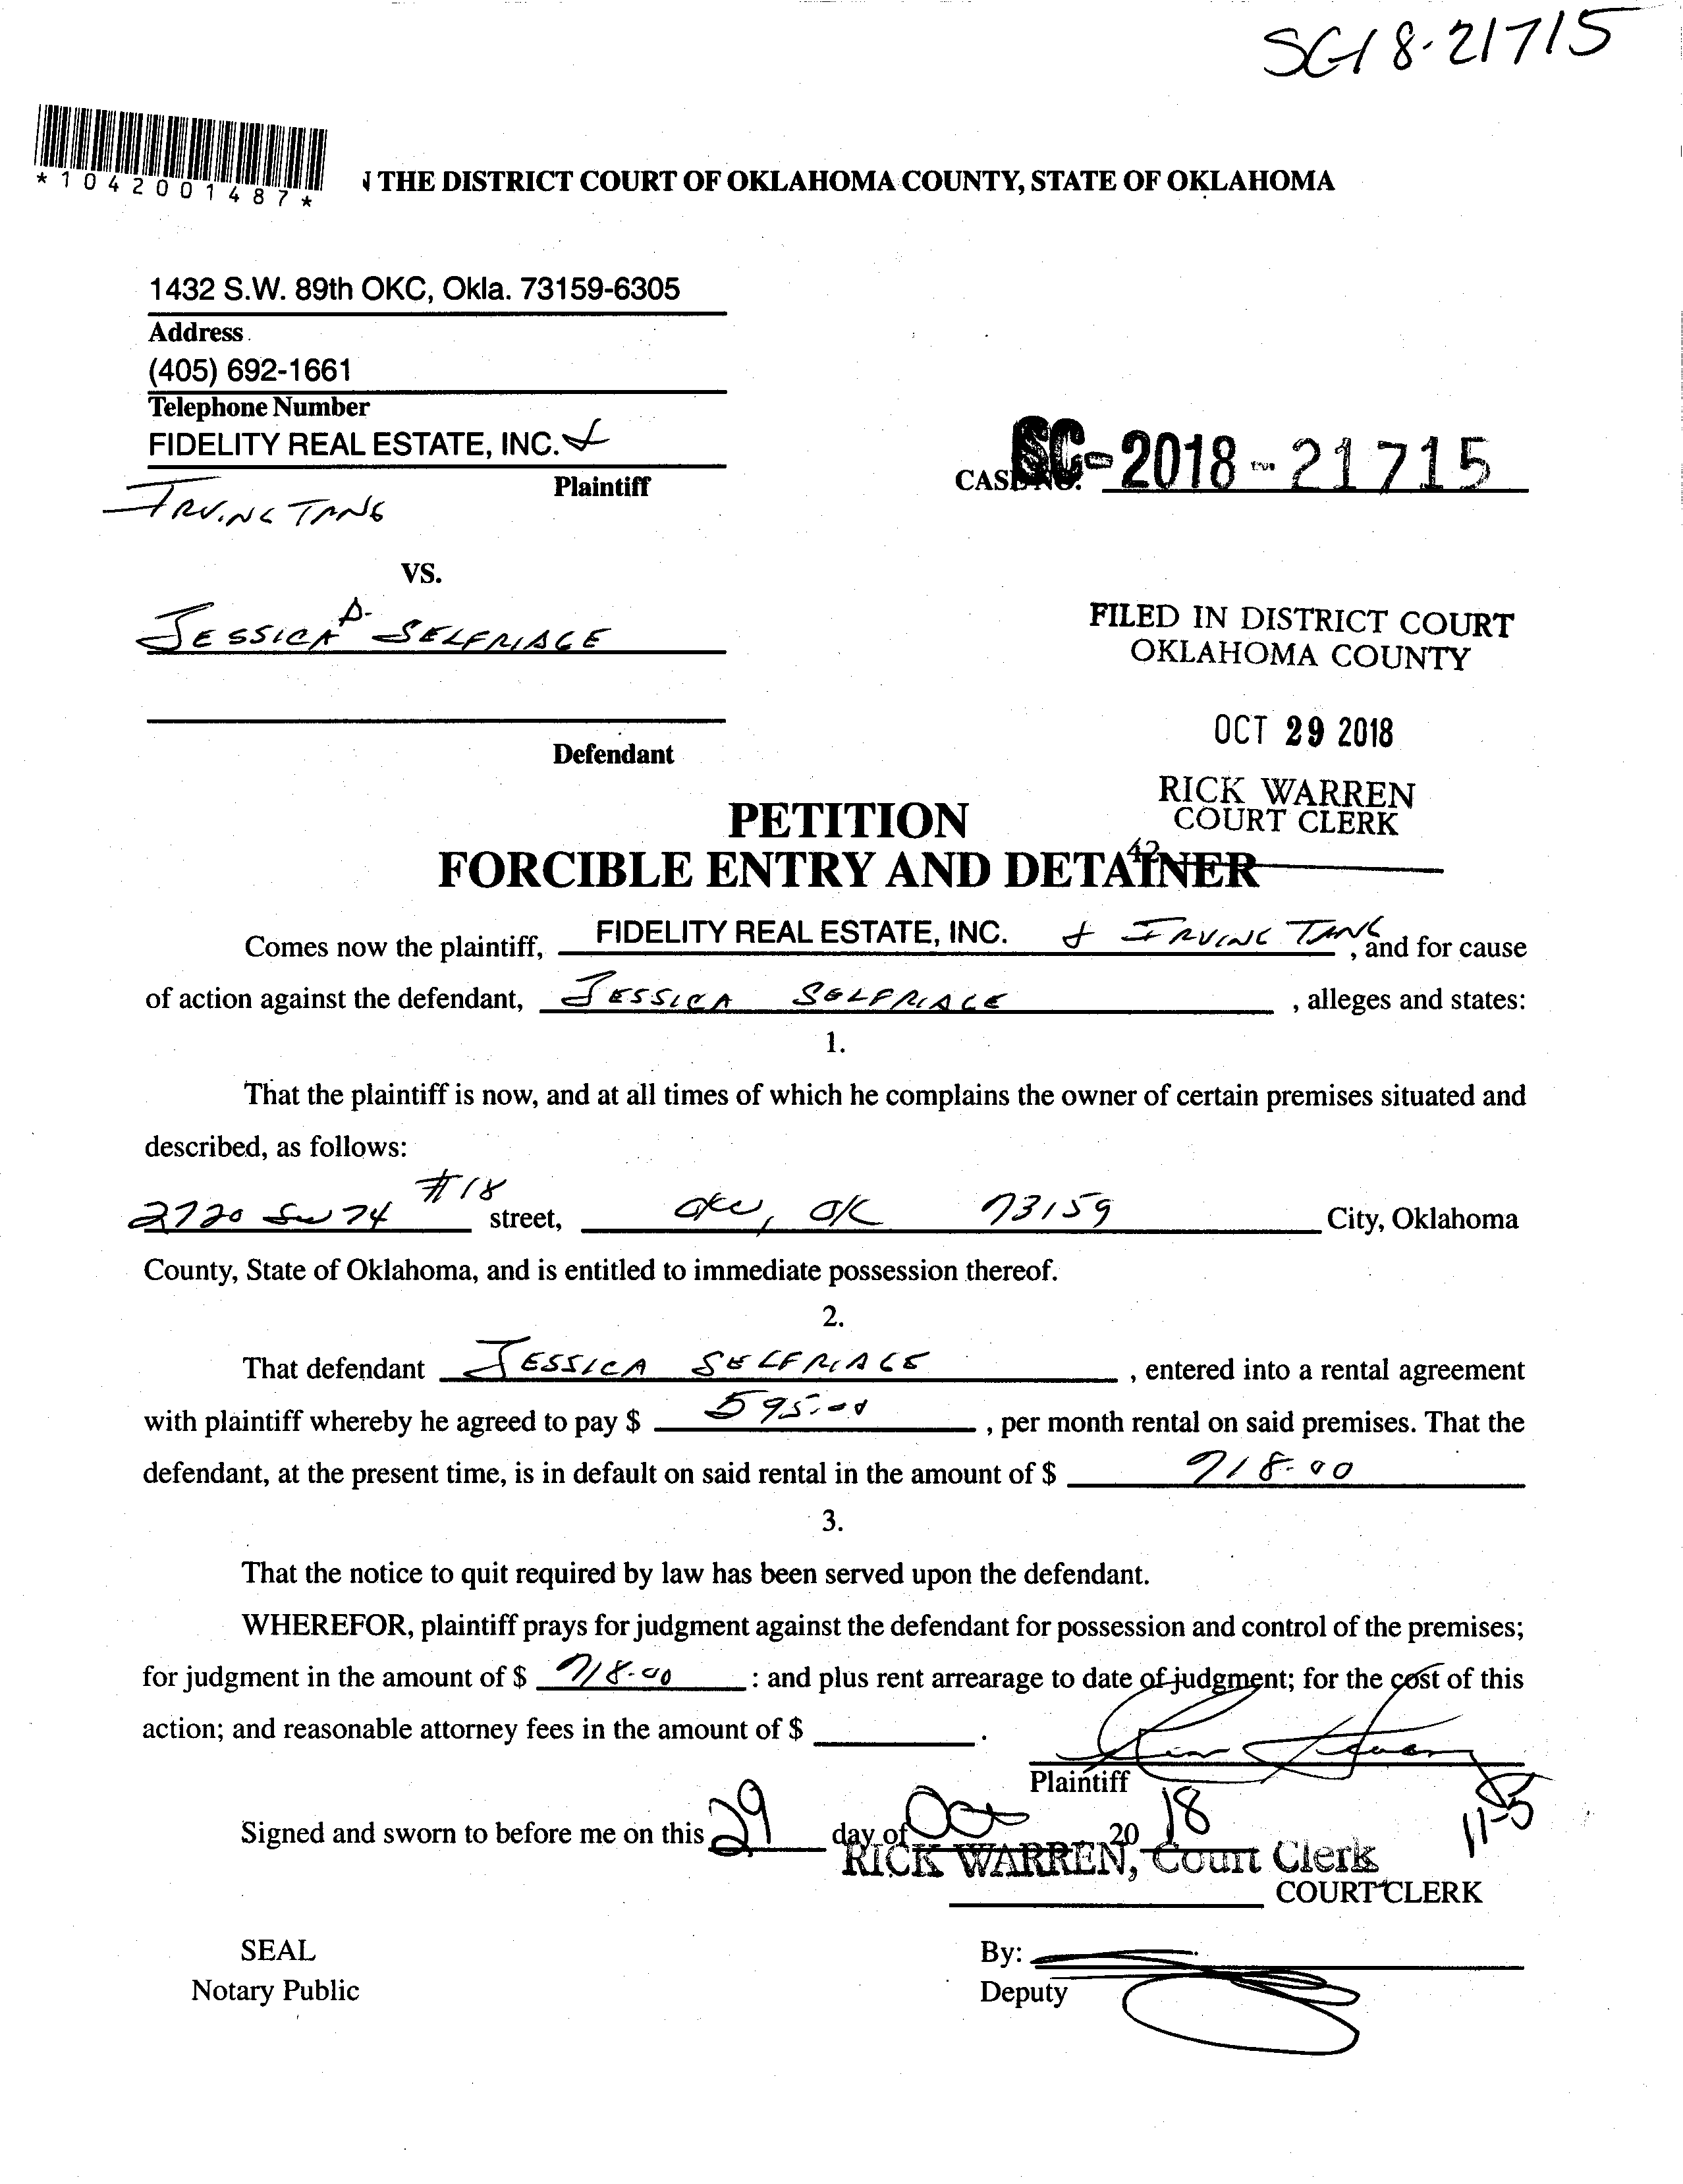 SC18-21715
*1042001487*
N THE DISTRICT COURT OF OKLAHOMA COUNTY, STATE OF OKLAHOMA
1432 S.W. 89th OKC, Okla. 73159-6305
Address
(405) 692-1661
Telephone Number
FIDELITY REAL ESTATE, INC. &
Plaintiff
IRVING TANG
CASE NO. SC-2018-21715
VS.
JESSICA D. SELFRIAGE
FILED IN DISTRICT COURT
OKLAHOMA COUNTY
OCT 29 2018
Defendant
RICK WARREN
COURT CLERK
42
PETITION
FORCIBLE ENTRY AND DETAINER
Comes now the plaintiff, FIDELITY REAL ESTATE, INC. & IRVING TANG, and for cause
of action against the defendant, JESSICA SELFRIAGE, alleges and states:
1.
That the plaintiff is now, and at all times of which he complains the owner of certain premises situated and
described, as follows:
2720 SW 74 #18 street, OKC, OK 73159 City, Oklahoma
County, State of Oklahoma, and is entitled to immediate possession thereof.
2.
That defendant JESSICA SELFRIAGE, entered into a rental agreement
with plaintiff whereby he agreed to pay $ 595.00, per month rental on said premises. That the
defendant, at the present time, is in default on said rental in the amount of $ 718.00
3.
That the notice to quit required by law has been served upon the defendant.
WHEREFOR, plaintiff prays for judgment against the defendant for possession and control of the premises;
for judgment in the amount of $ 718.00 : and plus rent arrearage to date of judgment; for the cost of this
action; and reasonable attorney fees in the amount of $ .
Plaintiff
11-5
Signed and sworn to before me on this 29 day of Oct 20 18
RICK WARREN, Court Clerk
COURT CLERK
SEAL
Notary Public
By:
Deputy